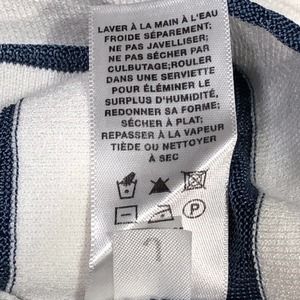 LAVER À LA MAIN À L'EAU
FROIDE SÉPARÉMENT;
NE PAS JAVELLISER;
NE PAS SÉCHER PAR
CULBUTAGE;ROULER
DANS UNE SERVIETTE
POUR ÉLEMINER LE
SURPLUS D'HUMIDITÉ,
REDONNER SA FORME;
SÉCHER À PLAT;
REPASSER À LA VAPEUR
TIÈDE OU NETTOYER
À SEC
P